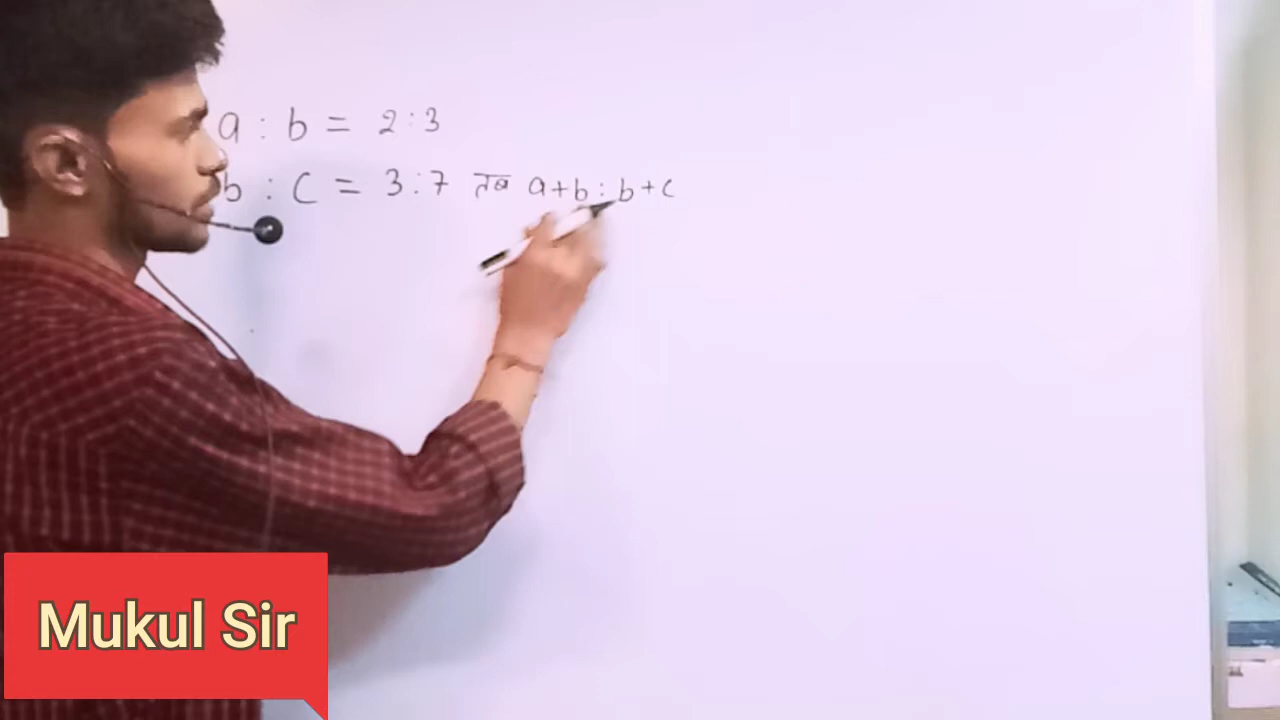 a : b = 2:3
b : c = 3:7 तब a+b : b+c
Mukul Sir